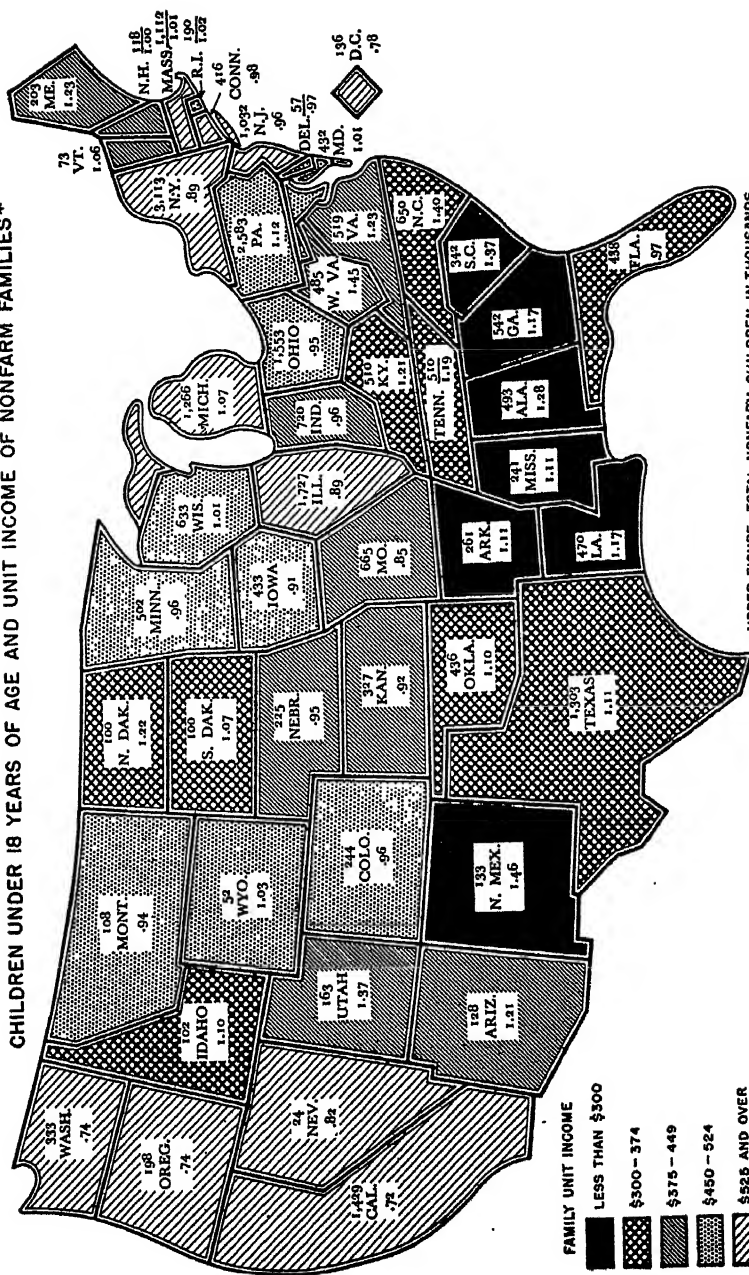 CHILDREN UNDER 18 YEARS OF AGE AND UNIT INCOME OF NONFARM FAMILIES*
333
WASH.
.74
198
OREG.
.74
1,429
CAL.
.72
24
NEV.
.82
102
IDAHO
1.10
108
MONT.
.94
52
WYO.
1.03
163
UTAH
1.37
128
ARIZ.
1.21
244
COLO.
.96
133
N. MEX.
1.46
100
N. DAK.
1.22
100
S. DAK.
1.07
225
NEBR.
.95
327
KAN.
.92
436
OKLA.
1.10
1,303
TEXAS
1.11
502
MINN.
.96
433
IOWA
.91
665
MO.
.85
261
ARK.
1.11
470
LA.
1.17
633
WIS.
1.01
1,727
ILL.
.89
1,266
MICH.
1.07
720
IND.
.96
1,553
OHIO
.95
510
KY.
1.21
510
TENN.
1.19
241
MISS.
1.11
493
ALA.
1.28
542
GA.
1.17
438
FLA.
.97
342
S.C.
1.37
650
N.C.
1.40
519
VA.
1.23
485
W. VA.
1.45
2,583
PA.
1.12
3,113
N.Y.
.89
73
VT.
1.06
203
ME.
1.23
118
N.H. 1.00
1,112
MASS. 1.01
190
R.I. 1.02
416
CONN.
.98
1,032
N.J.
.96
57
DEL. .97
432
MD.
1.01
136
D.C.
.78
FAMILY UNIT INCOME
LESS THAN $300
$300–374
$375–449
$450–524
$525 AND OVER